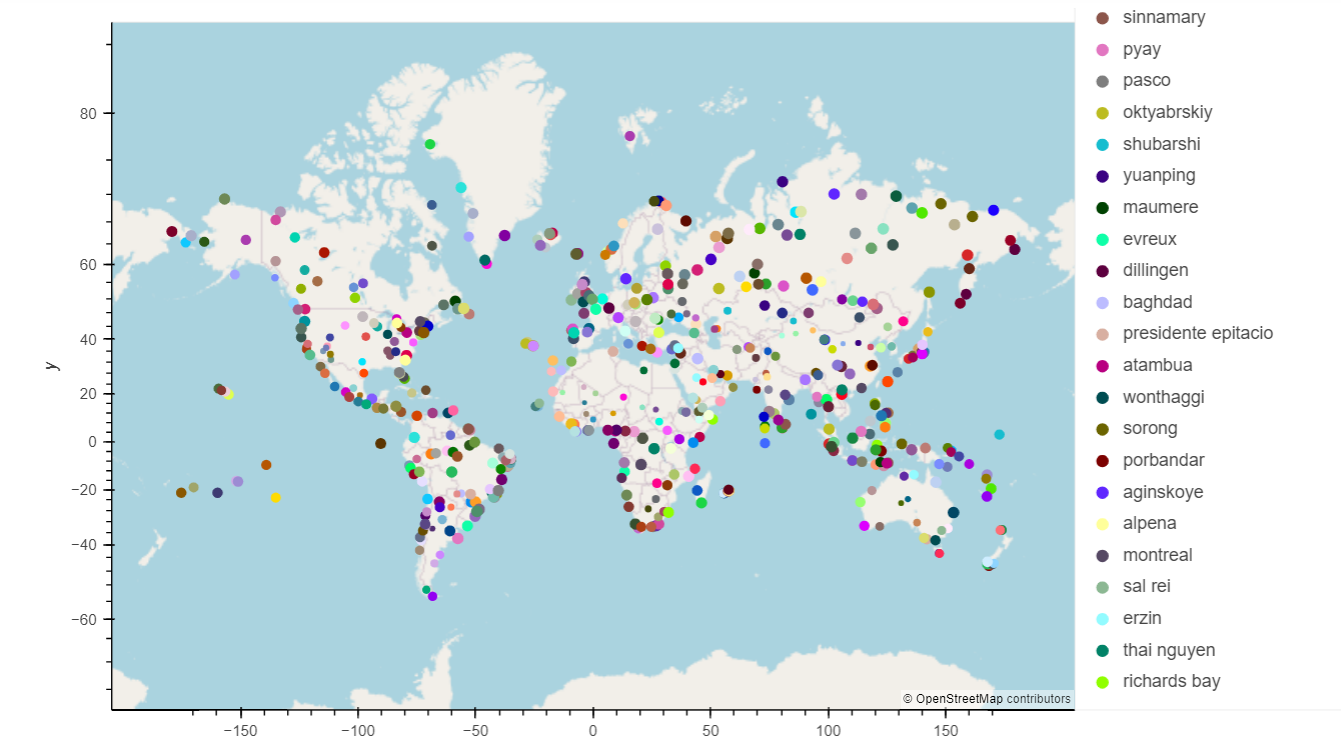 sinnamary
pyay
pasco
oktyabrskiy
shubarshi
yuanping
maumere
evreux
dillingen
baghdad
presidente epitacio
atambua
wonthaggi
sorong
porbandar
aginskoye
alpena
montreal
sal rei
erzin
thai nguyen
richards bay
y
80
60
40
20
0
−20
−40
−60
© OpenStreetMap contributors
−150 −100 −50 0 50 100 150